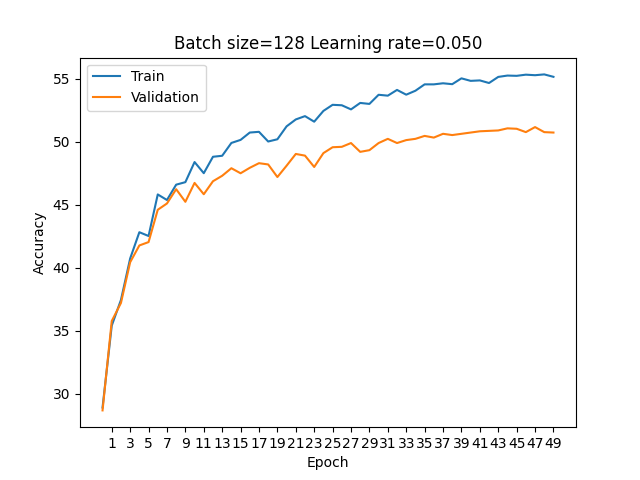 Batch size=128 Learning rate=0.050
Train
Validation
55
50
45
40
35
30
Accuracy
1 3 5 7 9 11 13 15 17 19 21 23 25 27 29 31 33 35 37 39 41 43 45 47 49
Epoch